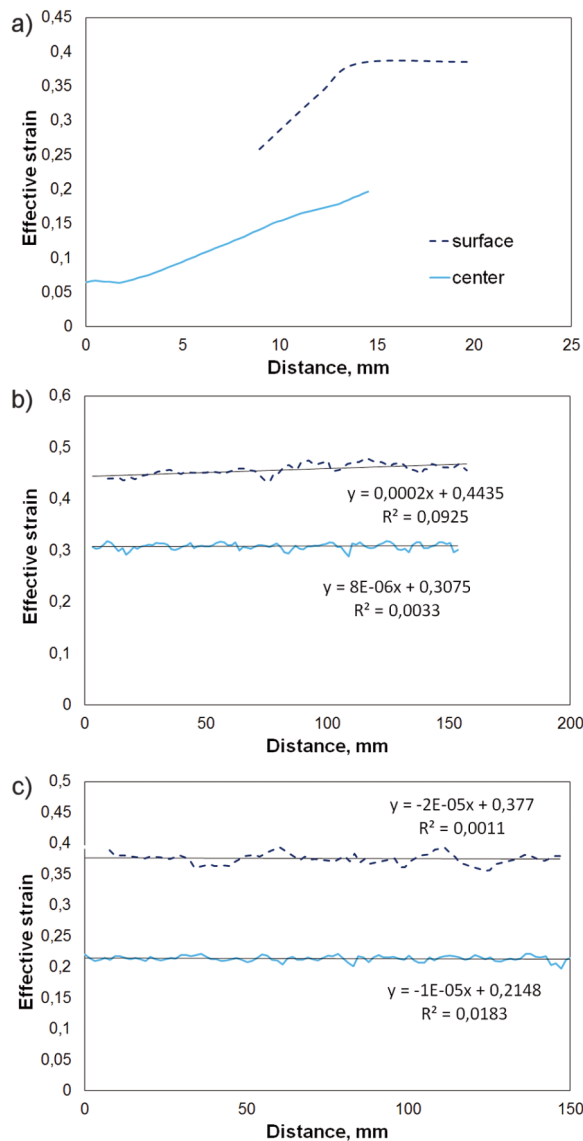 a)
0,45
0,4
0,35
0,3
0,25
0,2
0,15
0,1
0,05
0
Effective strain
surface
center
0 5 10 15 20 25
Distance, mm
b)
0,6
0,5
0,4
0,3
0,2
0,1
0
Effective strain
y = 0,0002x + 0,4435
R² = 0,0925
y = 8E-06x + 0,3075
R² = 0,0033
0 50 100 150 200
Distance, mm
c)
0,5
0,45
0,4
0,35
0,3
0,25
0,2
0,15
0,1
0,05
0
Effective strain
y = -2E-05x + 0,377
R² = 0,0011
y = -1E-05x + 0,2148
R² = 0,0183
0 50 100 150
Distance, mm